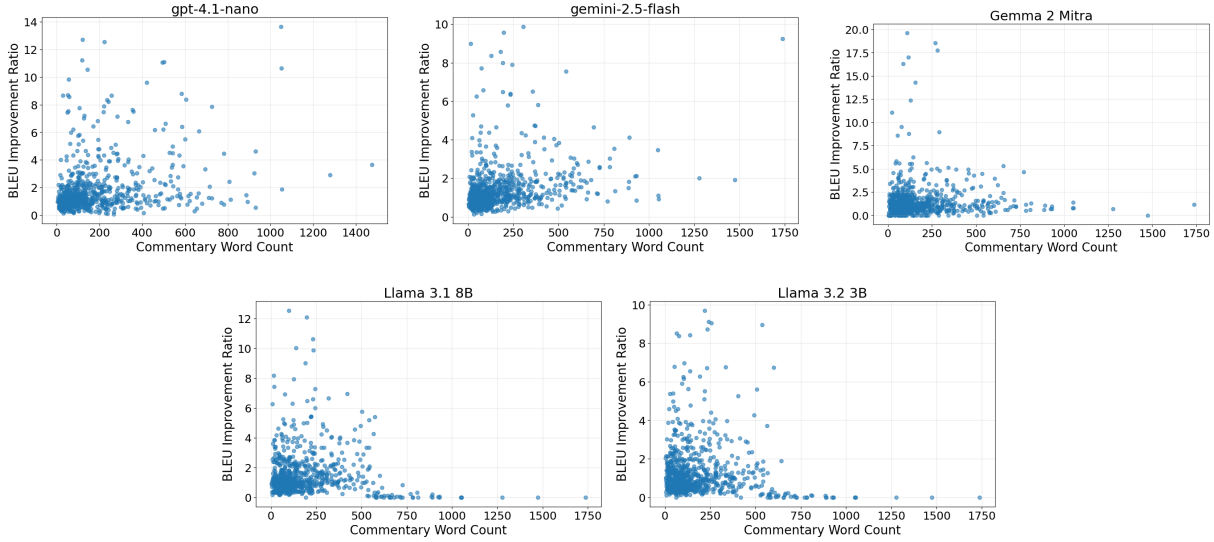 gpt-4.1-nano
BLEU Improvement Ratio
14
12
10
8
6
4
2
0
0 200 400 600 800 1000 1200 1400
Commentary Word Count
gemini-2.5-flash
BLEU Improvement Ratio
10
8
6
4
2
0
0 250 500 750 1000 1250 1500 1750
Commentary Word Count
Gemma 2 Mitra
BLEU Improvement Ratio
20.0
17.5
15.0
12.5
10.0
7.5
5.0
2.5
0.0
0 250 500 750 1000 1250 1500 1750
Commentary Word Count
Llama 3.1 8B
BLEU Improvement Ratio
12
10
8
6
4
2
0
0 250 500 750 1000 1250 1500 1750
Commentary Word Count
Llama 3.2 3B
BLEU Improvement Ratio
10
8
6
4
2
0
0 250 500 750 1000 1250 1500 1750
Commentary Word Count